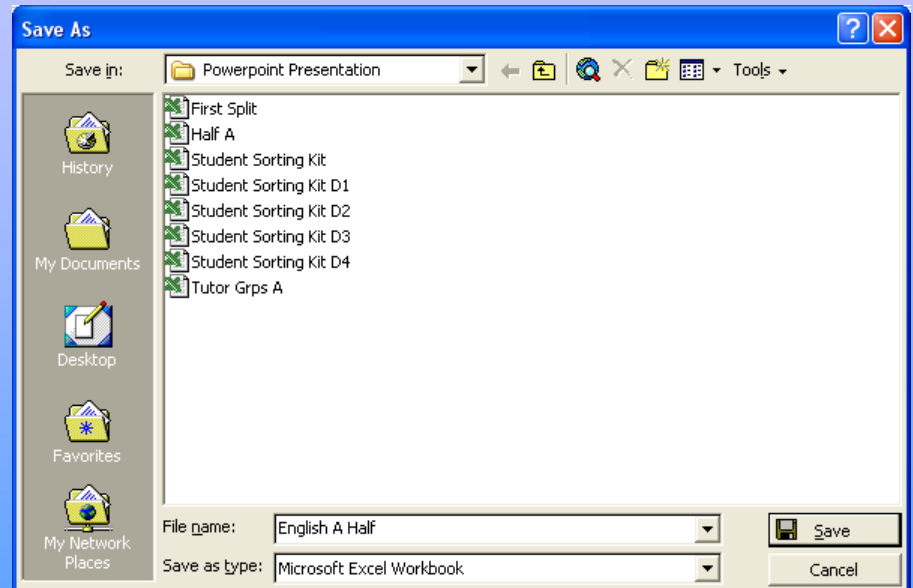 Save As
Save in:
Powerpoint Presentation
Tools
History
My Documents
Desktop
Favorites
My Network
Places
First Split
Half A
Student Sorting Kit
Student Sorting Kit D1
Student Sorting Kit D2
Student Sorting Kit D3
Student Sorting Kit D4
Tutor Grps A
File name:
English A Half
Save
Save as type:
Microsoft Excel Workbook
Cancel